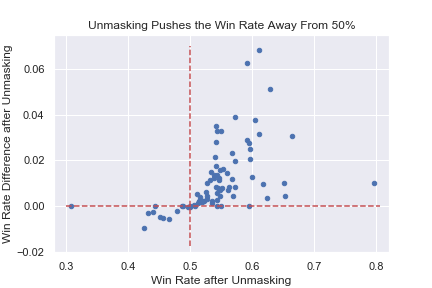 Unmasking Pushes the Win Rate Away From 50%
Win Rate Difference after Unmasking
0.06
0.04
0.02
0.00
−0.02
0.3 0.4 0.5 0.6 0.7 0.8
Win Rate after Unmasking